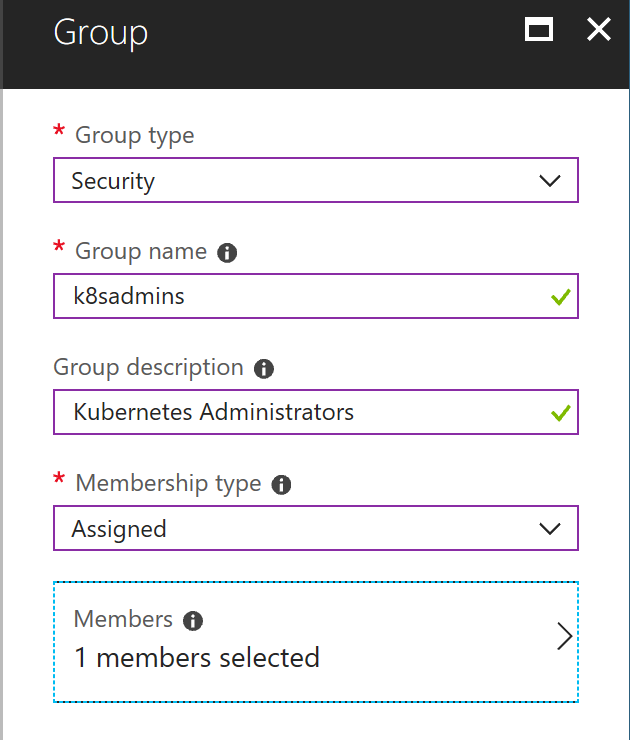 Group
* Group type
Security
* Group name
k8sadmins
Group description
Kubernetes Administrators
* Membership type
Assigned
Members
1 members selected